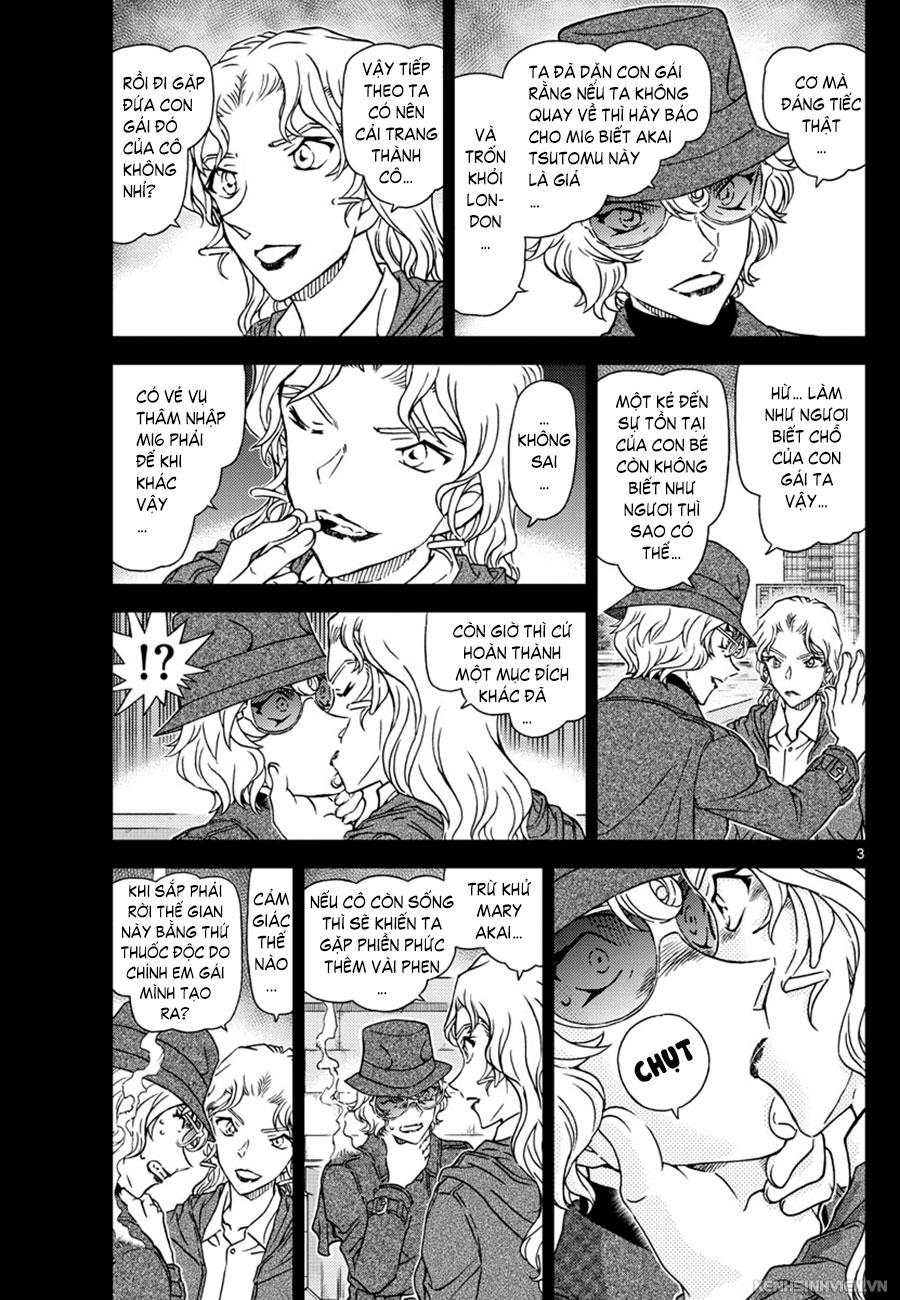 CƠ MÀ
ĐÁNG TIẾC
THẬT
...
TA ĐÃ DẶN CON GÁI
RẰNG NẾU TA KHÔNG
QUAY VỀ THÌ HÃY BÁO
CHO MI6 BIẾT AKAI
TSUTOMU NÀY
LÀ GIẢ
...
VÀ
TRỐN
KHỎI
LON-
DON
...
VẬY TIẾP
THEO TA
CÓ NÊN
CẢI TRANG
THÀNH
CÔ...
RỒI ĐI GẶP
ĐỨA CON
GÁI ĐÓ
CỦA CÔ
KHÔNG
NHỈ?
HỪ... LÀM
NHƯ NGƯƠI
BIẾT CHỖ
CỦA CON
GÁI TA
VẬY...
MỘT KẺ ĐẾN
SỰ TỒN TẠI
CỦA CON BÉ
CÒN KHÔNG
BIẾT NHƯ
NGƯƠI THÌ
SAO CÓ
THỂ...
...
KHÔNG
SAI
...
CÓ VẺ VỤ
THÂM NHẬP
MI6 PHẢI
ĐỂ KHI
KHÁC
VẬY
...
CÒN GIỜ THÌ CỨ
HOÀN THÀNH
MỘT MỤC ĐÍCH
KHÁC ĐÃ
...
!?
3
CHỤT
TRỪ KHỬ
MARY
AKAI...
NẾU CÔ CÒN SỐNG
THÌ SẼ KHIẾN TA
GẶP PHIỀN PHỨC
THÊM VÀI PHEN
...
CẢM
GIÁC THẾ
NÀO
...
KHI SẮP PHẢI
RỜI THẾ GIAN
NÀY BẰNG THỨ
THUỐC ĐỘC DO
CHÍNH EM GÁI
MÌNH TẠO
RA?
KENHSINHVIEN.VN